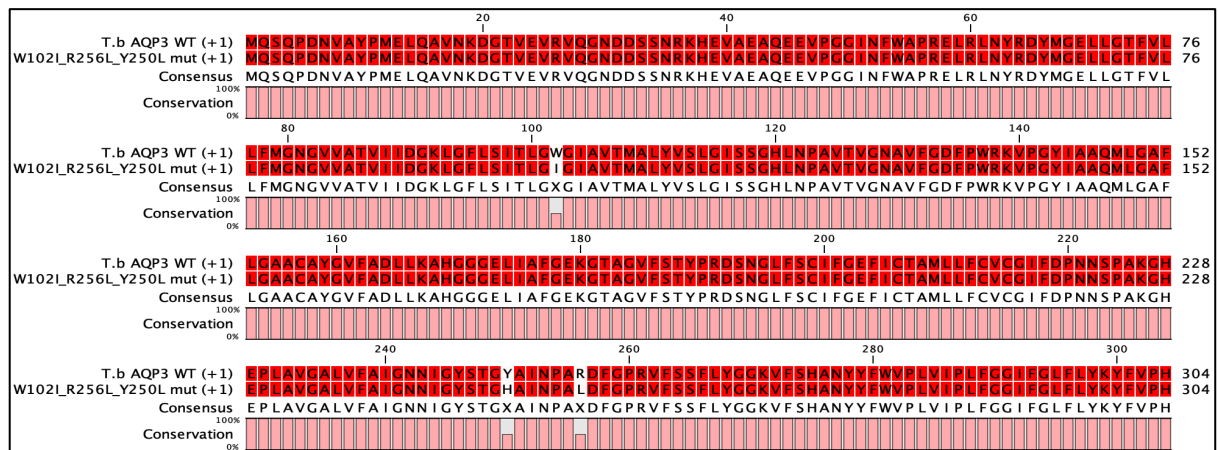 20 40 60
T.b AQP3 WT (+1) MQSQPDNVAYPMELQAVNKDGTVEVRVQGNDDSSNRKHEVAEAQEEVPGGINFWAPRELRLNYRDYMGELLGTFVL 76
W102I_R256L_Y250L mut (+1) MQSQPDNVAYPMELQAVNKDGTVEVRVQGNDDSSNRKHEVAEAQEEVPGGINFWAPRELRLNYRDYMGELLGTFVL 76
Consensus MQSQPDNVAYPMELQAVNKDGTVEVRVQGNDDSSNRKHEVAEAQEEVPGGINFWAPRELRLNYRDYMGELLGTFVL
100%
Conservation
0%
80 100 120 140
T.b AQP3 WT (+1) LFMGNGVVATVIIDGKLGFLSITLGWGIAVTMALYVSLGISSGHLNPAVTVGNAVFGDFPWRKVPGYIAAQMLGAF 152
W102I_R256L_Y250L mut (+1) LFMGNGVVATVIIDGKLGFLSITLGIGIAVTMALYVSLGISSGHLNPAVTVGNAVFGDFPWRKVPGYIAAQMLGAF 152
Consensus LFMGNGVVATVIIDGKLGFLSITLGXGIAVTMALYVSLGISSGHLNPAVTVGNAVFGDFPWRKVPGYIAAQMLGAF
100%
Conservation
0%
160 180 200 220
T.b AQP3 WT (+1) LGAACAYGVFADLLKAHGGGELIAFGEKGTAGVFSTYPRDSNGLFSCIFGEFICTAMLLFCVCGIFDPNNSPAKGH 228
W102I_R256L_Y250L mut (+1) LGAACAYGVFADLLKAHGGGELIAFGEKGTAGVFSTYPRDSNGLFSCIFGEFICTAMLLFCVCGIFDPNNSPAKGH 228
Consensus LGAACAYGVFADLLKAHGGGELIAFGEKGTAGVFSTYPRDSNGLFSCIFGEFICTAMLLFCVCGIFDPNNSPAKGH
100%
Conservation
0%
240 260 280 300
T.b AQP3 WT (+1) EPLAVGALVFAIGNNIGYSTGYAINPARDFGPRVFSSFLYGGKVFSHANYYFWVPLVIPLFGGIFGLFLYKYFVPH 304
W102I_R256L_Y250L mut (+1) EPLAVGALVFAIGNNIGYSTGHAINPALDFGPRVFSSFLYGGKVFSHANYYFWVPLVIPLFGGIFGLFLYKYFVPH 304
Consensus EPLAVGALVFAIGNNIGYSTGXAINPAXDFGPRVFSSFLYGGKVFSHANYYFWVPLVIPLFGGIFGLFLYKYFVPH
100%
Conservation
0%